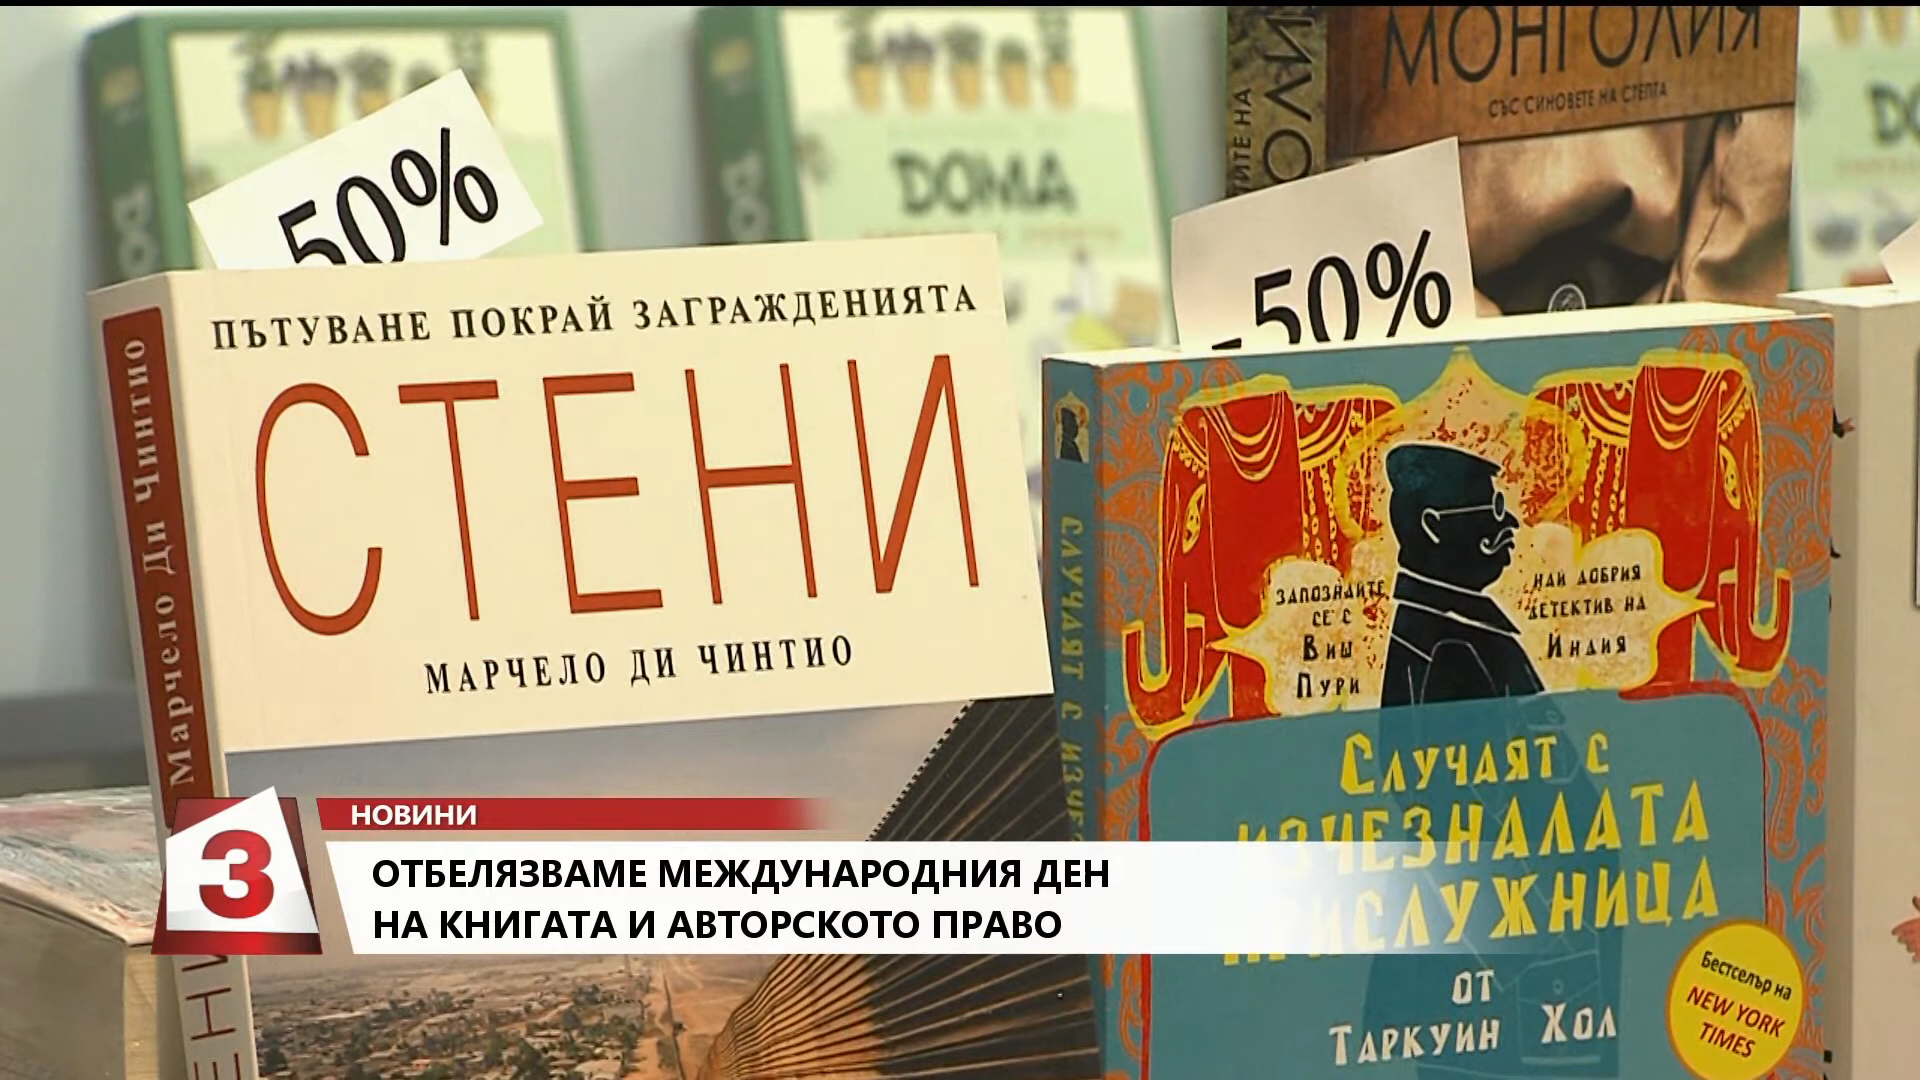 50%
DOMA
МОНГОЛИЯ
СЪС СИНОВЕТЕ НА СТЕПТА
-50%
ПЪТУВАНЕ ПОКРАЙ ЗАГРАЖДЕНИЯТА
СТЕНИ
МАРЧЕЛО ДИ ЧИНТИО
Марчело Ди Чинтио
ЗАПОЗНАЙТЕ
СЕ С
ВИШ
ПУРИ
НАЙ ДОБРИЯ
ДЕТЕКТИВ НА
ИНДИЯ
СЛУЧАЯТ С
ИЗЧЕЗНАЛАТА
ПРИСЛУЖНИЦА
ОТ
ТАРКУИН ХОЛ
Бестселър на
NEW YORK
TIMES
3
НОВИНИ
ОТБЕЛЯЗВАМЕ МЕЖДУНАРОДНИЯ ДЕН
НА КНИГАТА И АВТОРСКОТО ПРАВО